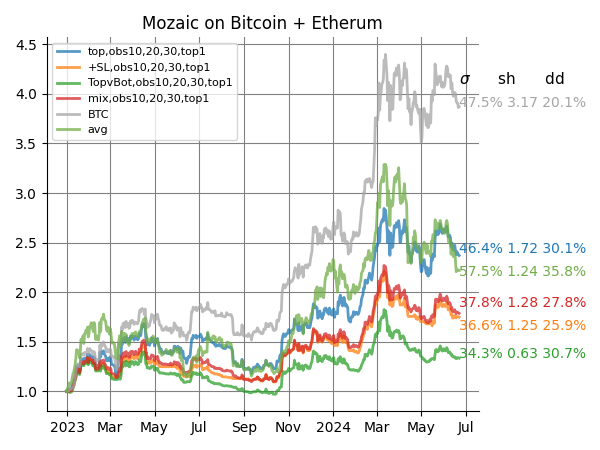 Mozaic on Bitcoin + Etherum
4.5
4.0
3.5
3.0
2.5
2.0
1.5
1.0
top,obs10,20,30,top1
+SL,obs10,20,30,top1
TopvBot,obs10,20,30,top1
mix,obs10,20,30,top1
BTC
avg
σ sh dd
47.5% 3.17 20.1%
46.4% 1.72 30.1%
57.5% 1.24 35.8%
37.8% 1.28 27.8%
36.6% 1.25 25.9%
34.3% 0.63 30.7%
2023 Mar May Jul Sep Nov 2024 Mar May Jul